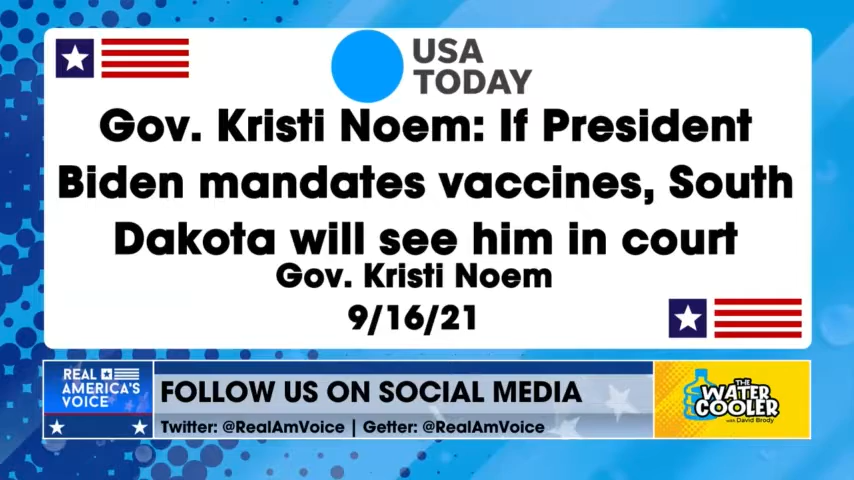 USA
TODAY
Gov. Kristi Noem: If President
Biden mandates vaccines, South
Dakota will see him in court
Gov. Kristi Noem
9/16/21
REAL
AMERICA'S
VOICE
FOLLOW US ON SOCIAL MEDIA
Twitter: @RealAmVoice | Getter: @RealAmVoice
THE
WATER
COOLER
with David Brody